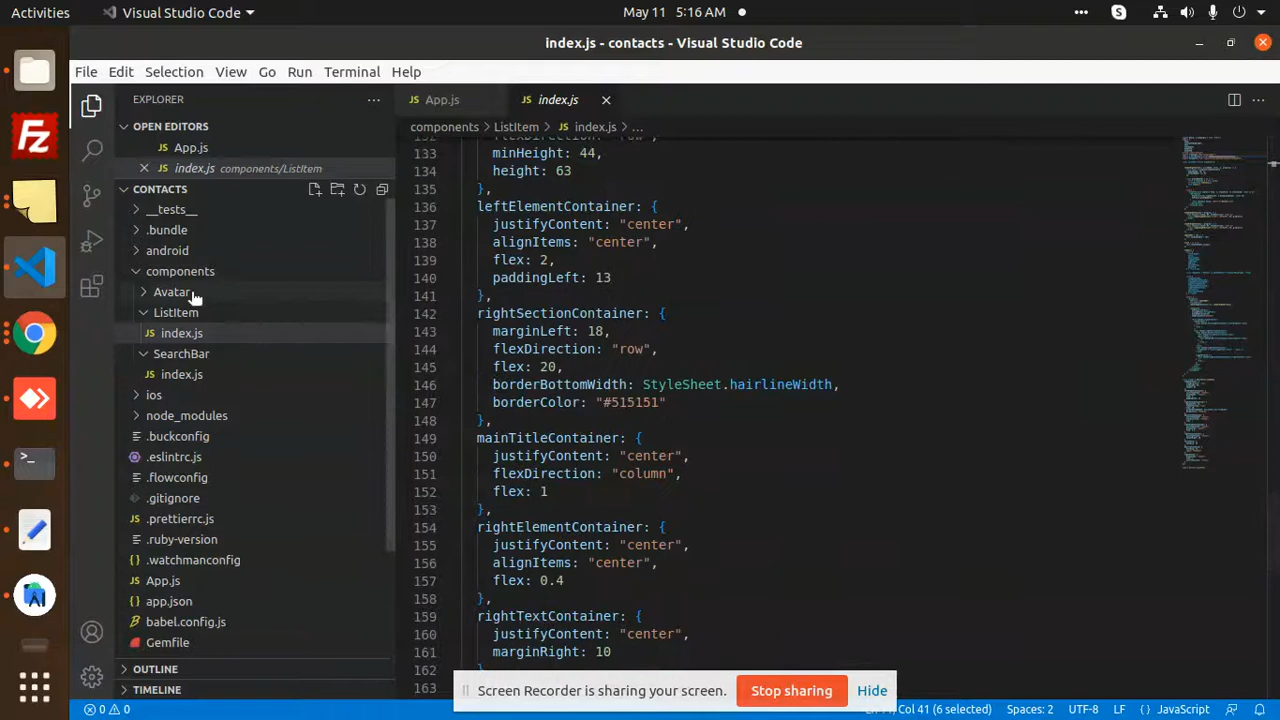 Activities
Visual Studio Code
May 11 5:16 AM
index.js - contacts - Visual Studio Code
File Edit Selection View Go Run Terminal Help
EXPLORER
App.js
index.js
OPEN EDITORS
App.js
index.js components/ListItem
components > ListItem > JS index.js > ...
CONTACTS
__tests__
.bundle
android
components
Avatar
ListItem
JS index.js
SearchBar
JS index.js
ios
node_modules
.buckconfig
.eslintrc.js
.flowconfig
.gitignore
JS .prettierrc.js
.ruby-version
{} .watchmanconfig
JS App.js
{} app.json
babel.config.js
Gemfile
OUTLINE
TIMELINE
133 minHeight: 44,
134 height: 63
135 },
136 leftElementContainer: {
137 justifyContent: "center",
138 alignItems: "center",
139 flex: 2,
140 paddingLeft: 13
141 },
142 rightSectionContainer: {
143 marginLeft: 18,
144 flexDirection: "row",
145 flex: 20,
146 borderBottomWidth: StyleSheet.hairlineWidth,
147 borderColor: "#515151"
148 },
149 mainTitleContainer: {
150 justifyContent: "center",
151 flexDirection: "column",
152 flex: 1
153 },
154 rightElementContainer: {
155 justifyContent: "center",
156 alignItems: "center",
157 flex: 0.4
158 },
159 rightTextContainer: {
160 justifyContent: "center",
161 marginRight: 10
162 }
163
Screen Recorder is sharing your screen.
Stop sharing
Hide
0 0
Col 41 (6 selected)
Spaces: 2
UTF-8
LF
{} JavaScript